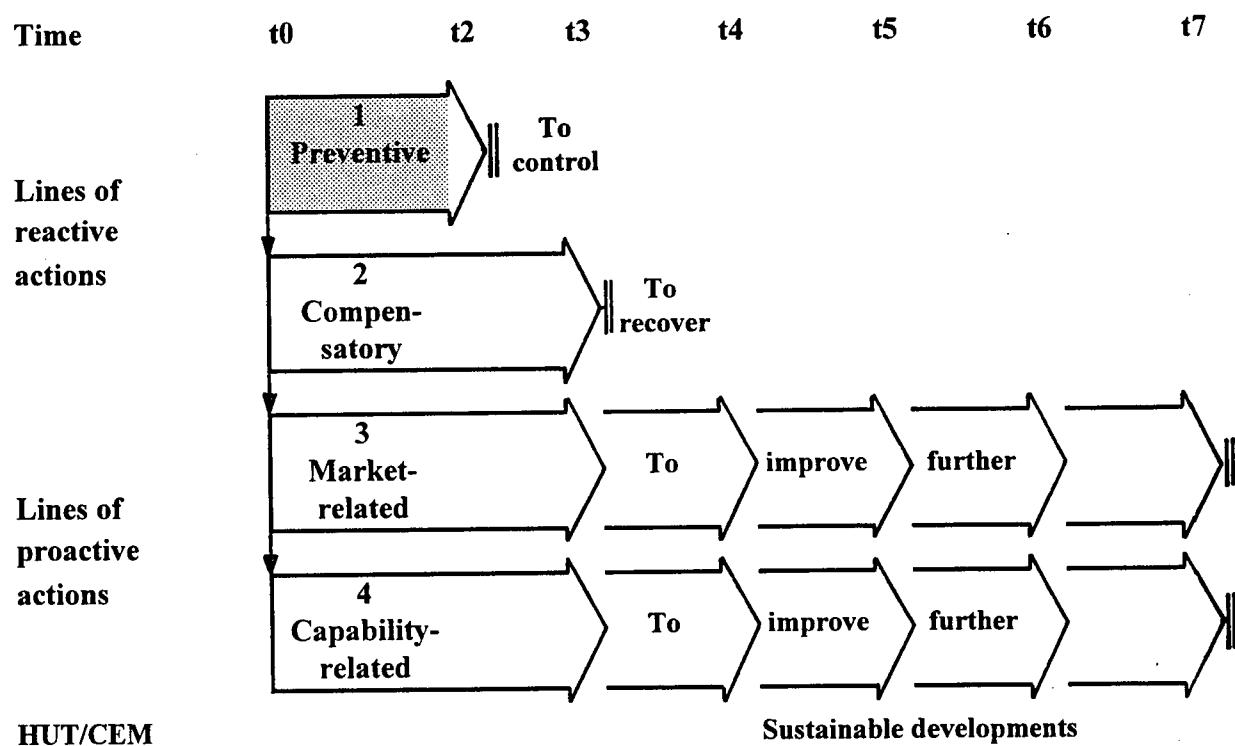 Time t0 t2 t3 t4 t5 t6 t7
1
Preventive
To
control
Lines of
reactive
actions
2
Compen-
satory
To
recover
3
Market-
related
To improve further
Lines of
proactive
actions
4
Capability-
related
To improve further
HUT/CEM
Sustainable developments